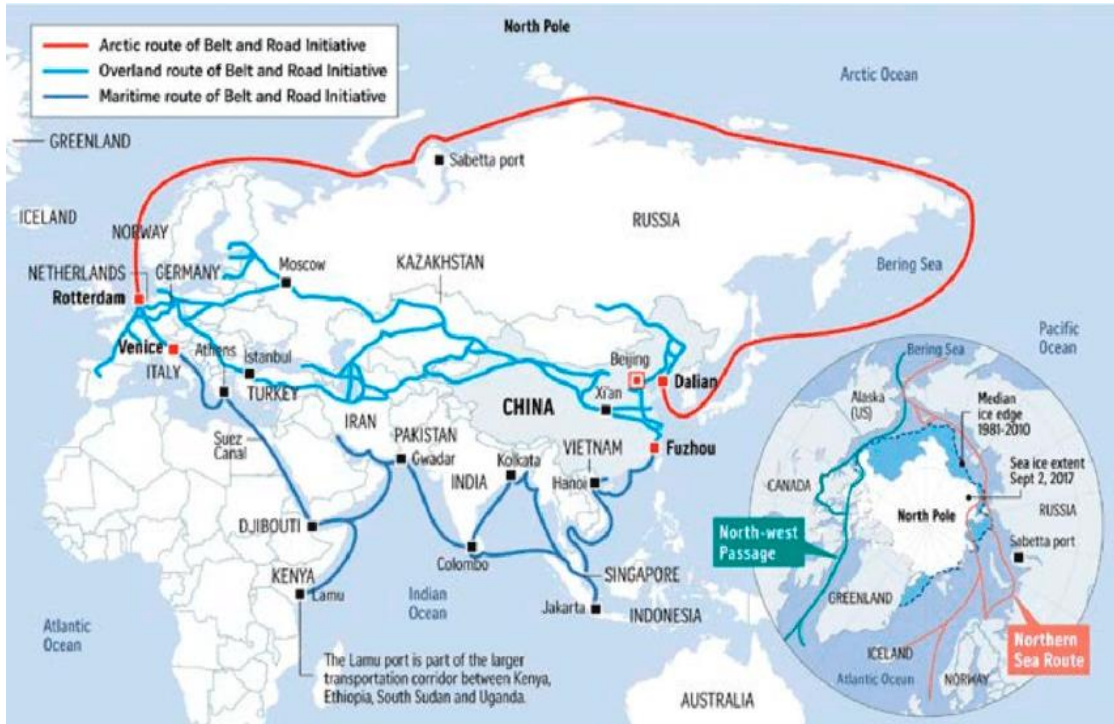 North Pole
Arctic route of Belt and Road Initiative
Overland route of Belt and Road Initiative
Maritime route of Belt and Road Initiative
Arctic Ocean
GREENLAND
Sabetta port
ICELAND
NORWAY
RUSSIA
Bering Sea
NETHERLANDS
GERMANY
Moscow
KAZAKHSTAN
Rotterdam
Pacific
Ocean
Venice
Athens
Istanbul
Beijing
Dalian
ITALY
TURKEY
Xi'an
CHINA
IRAN
Suez
Canal
PAKISTAN
Gwadar
Kolkata
VIETNAM
Fuzhou
INDIA
Hanoi
DJIBOUTI
Colombo
SINGAPORE
KENYA
Lamu
Indian
Ocean
Jakarta
INDONESIA
Atlantic
Ocean
The Lamu port is part of the larger
transportation corridor between Kenya,
Ethiopia, South Sudan and Uganda.
AUSTRALIA
Bering Sea
Alaska
(US)
Median
ice edge
1981-2010
Sea ice extent
Sept 2, 2017
CANADA
North Pole
RUSSIA
North-west
Passage
Sabetta port
GREENLAND
Northern
Sea Route
ICELAND
Atlantic Ocean
NORWAY